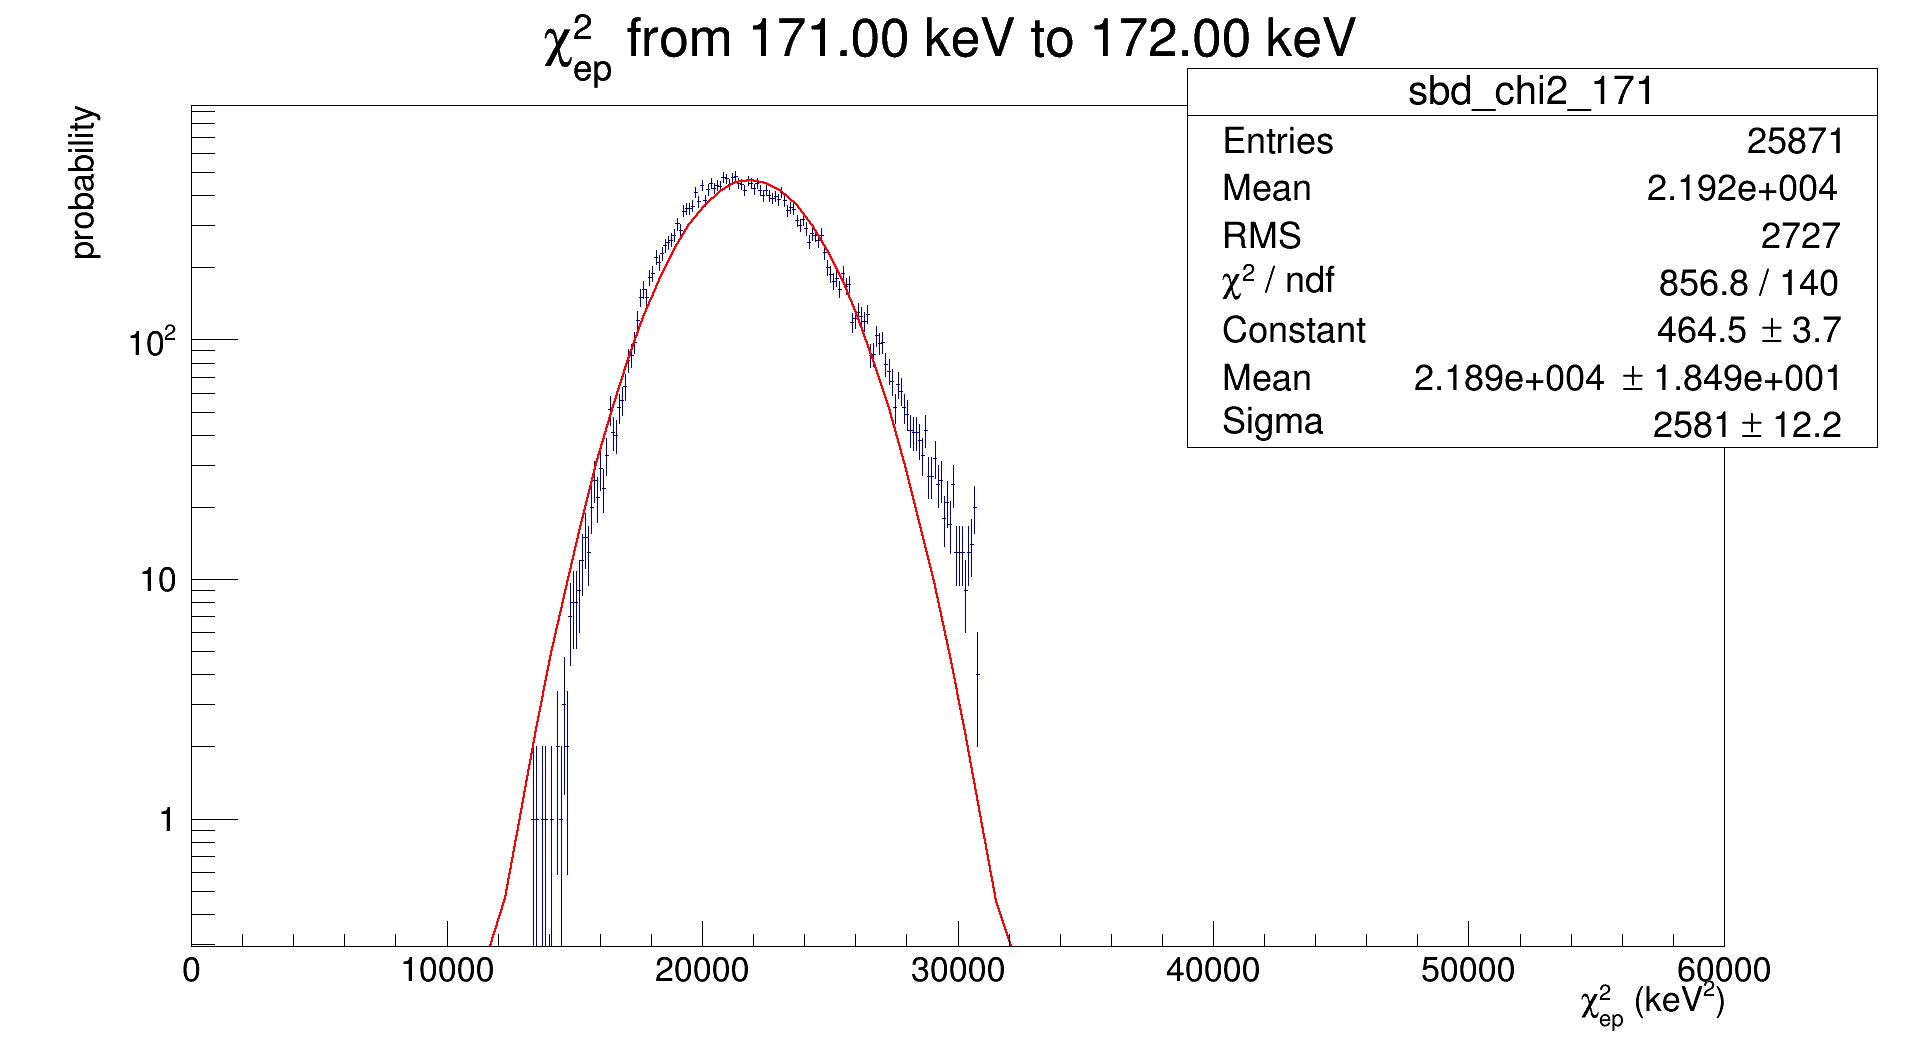 χ²ep from 171.00 keV to 172.00 keV
sbd_chi2_171
Entries 25871
Mean 2.192e+004
RMS 2727
χ² / ndf 856.8 / 140
Constant 464.5 ± 3.7
Mean 2.189e+004 ± 1.849e+001
Sigma 2581 ± 12.2
probability
10²
10
1
0 10000 20000 30000 40000 50000 60000
χ²ep (keV²)